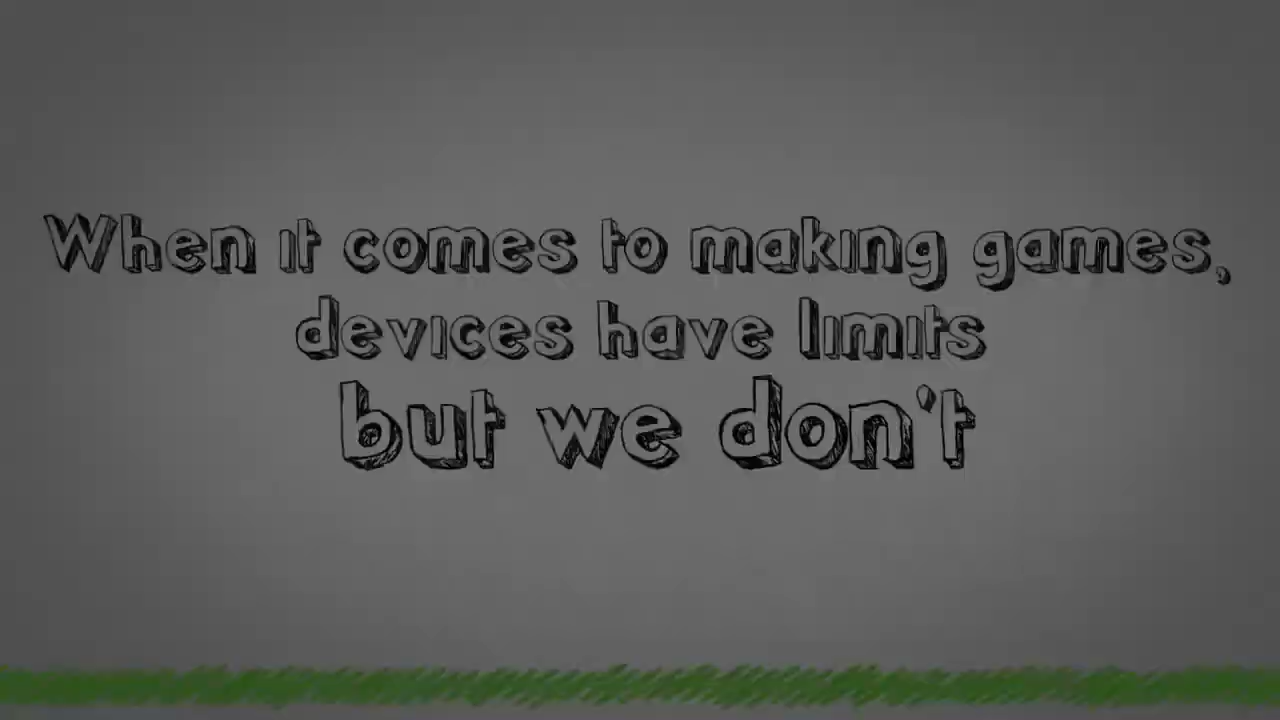 When it comes to making games,
devices have limits
but we don't